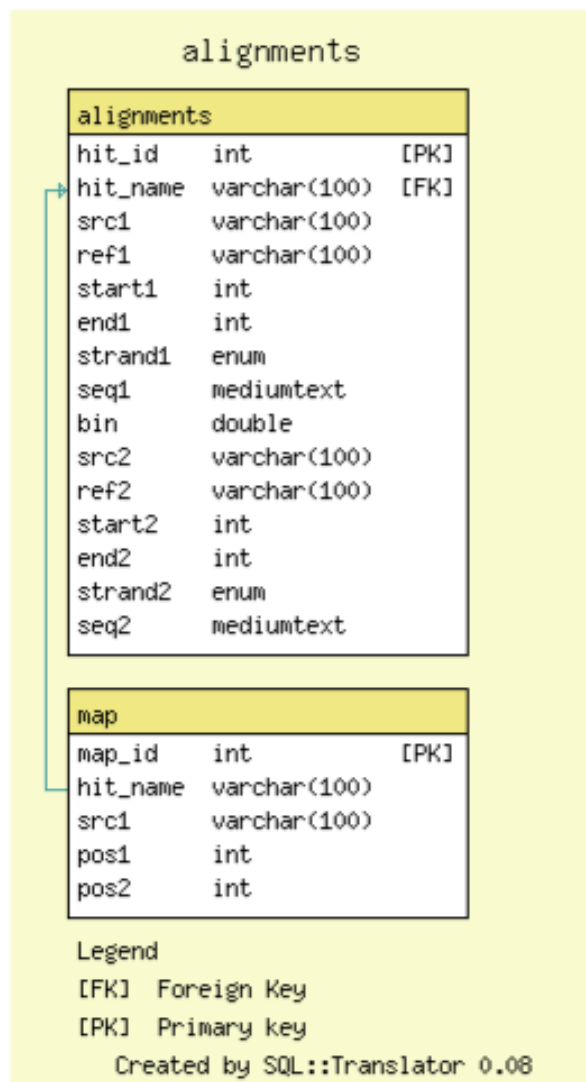 alignments
alignments
hit_id int [PK]
hit_name varchar(100) [FK]
src1 varchar(100)
ref1 varchar(100)
start1 int
end1 int
strand1 enum
seq1 mediumtext
bin double
src2 varchar(100)
ref2 varchar(100)
start2 int
end2 int
strand2 enum
seq2 mediumtext
map
map_id int [PK]
hit_name varchar(100)
src1 varchar(100)
pos1 int
pos2 int
Legend
[FK] Foreign Key
[PK] Primary key
Created by SQL::Translator 0.08